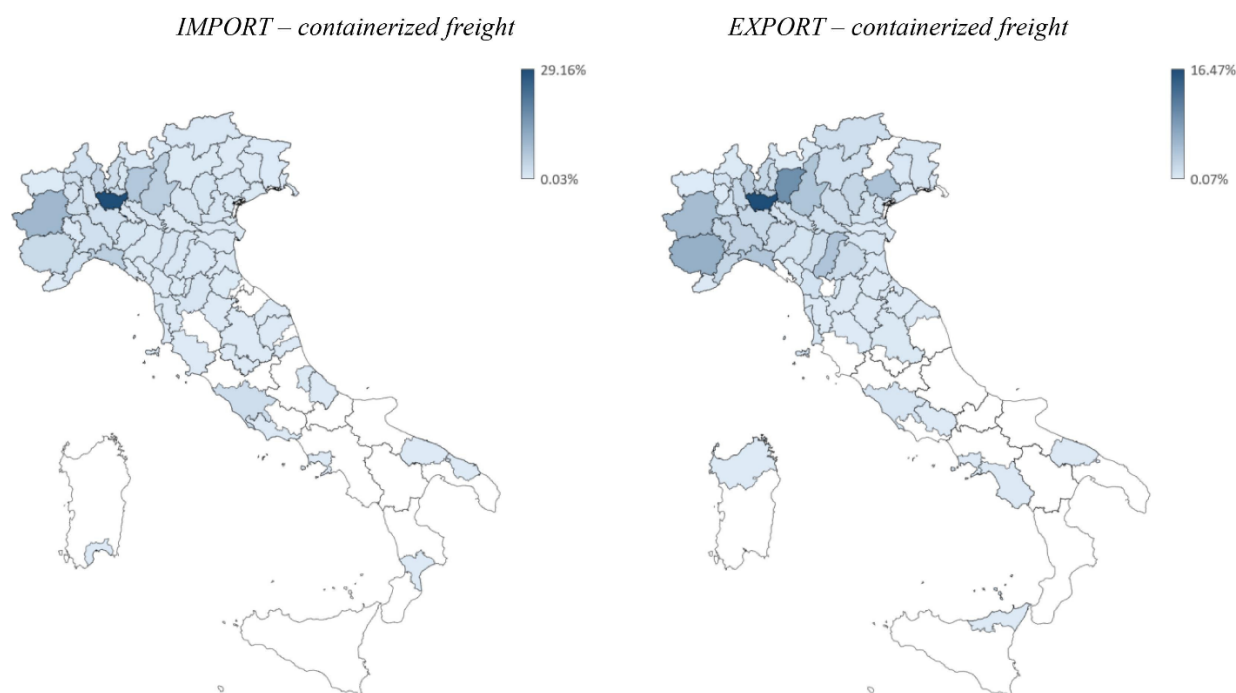 IMPORT – containerized freight
EXPORT – containerized freight
29.16%
0.03%
16.47%
0.07%